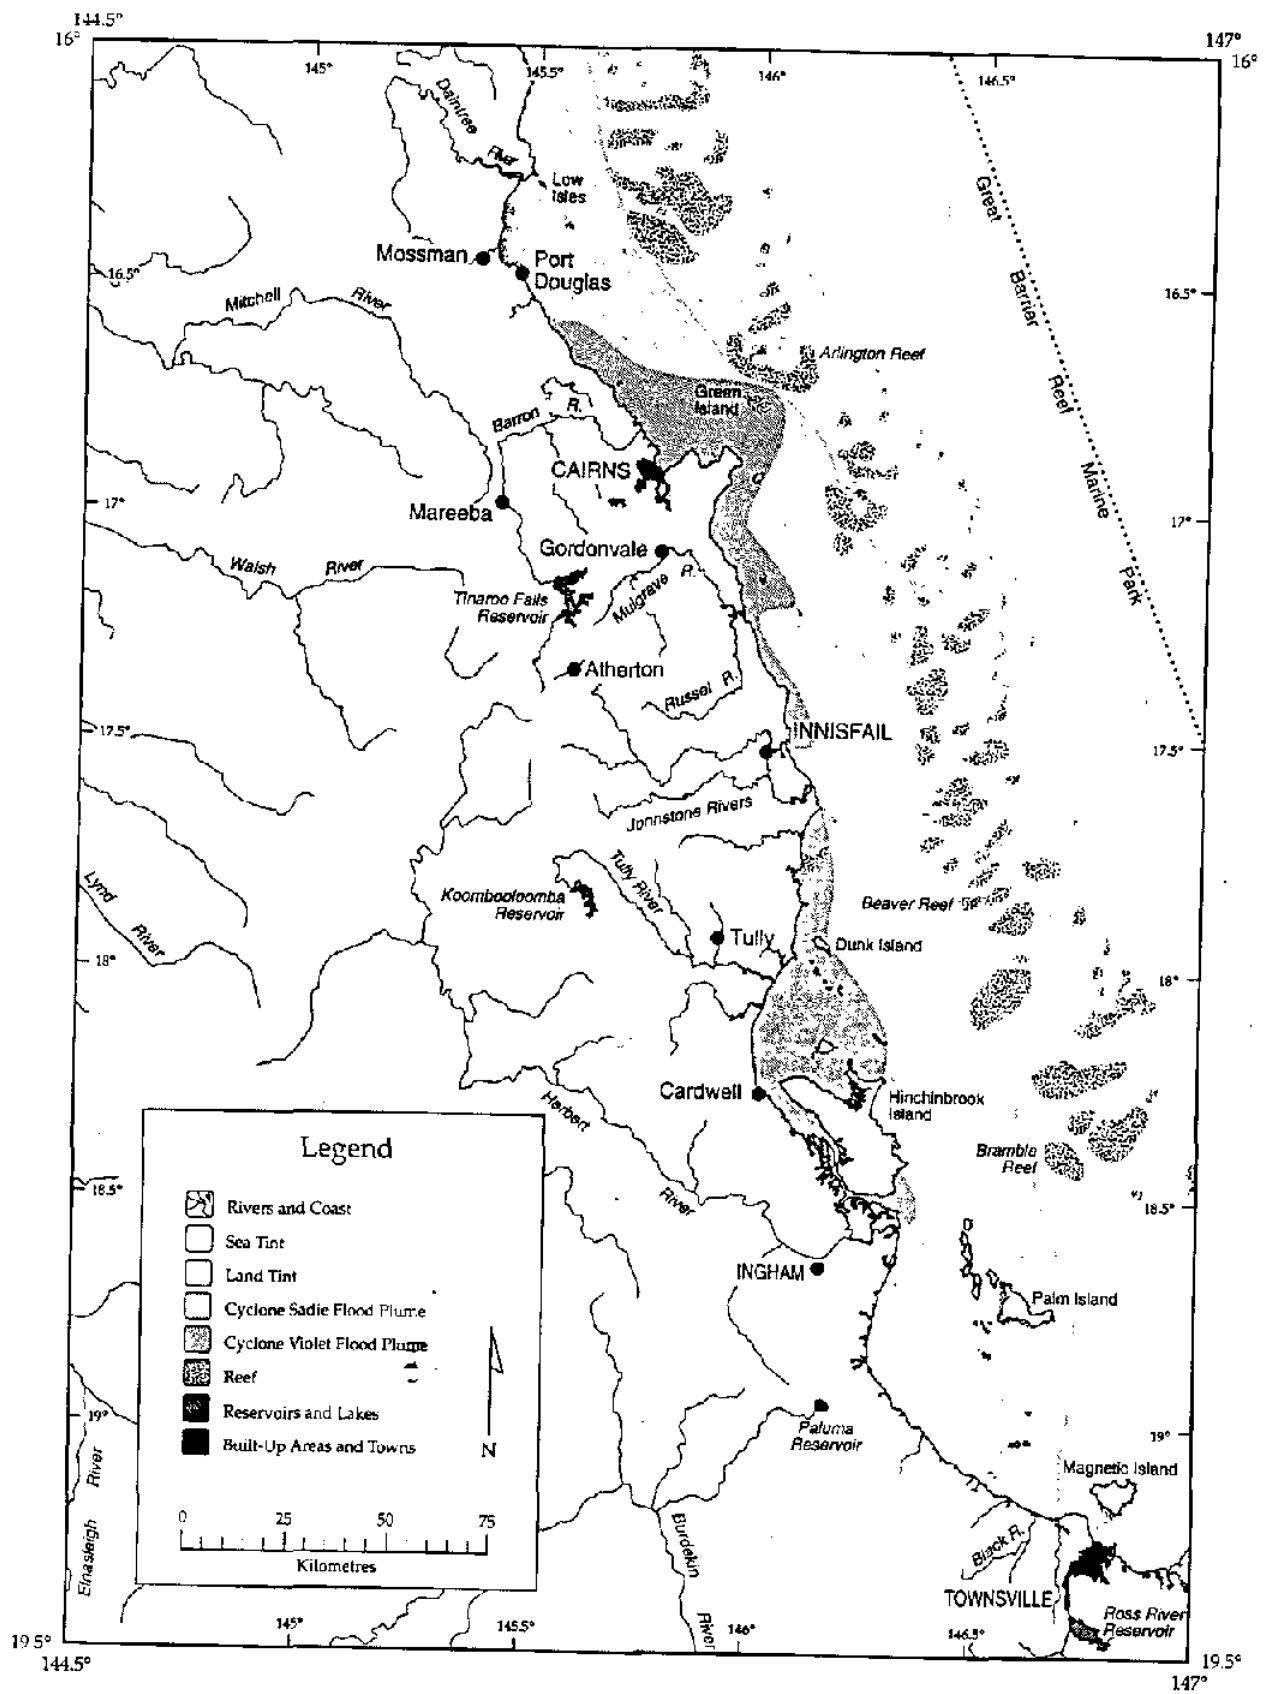 144.5°
147°
16°
16°
145°
145.5°
146°
146.5°
Daintree
River
Low
Isles
Great
Mossman
Port
Douglas
16.5°
16.5°
Mitchell
River
Barrier
Arlington Reef
Reef
Green
Island
Barron
R.
CAIRNS
Marine
17°
17°
Mareeba
Gordonvale
Walsh
River
R.
Park
Tinaroo Falls
Reservoir
Mulgrave
Atherton
Russel R.
17.5°
INNISFAIL
17.5°
Johnstone Rivers
Lynd
River
Koombooloomba
Reservoir
Tully River
Beaver Reef
Tully
Dunk Island
18°
18°
Cardwell
Hinchinbrook
Island
Herbert
River
Bramble
Reef
18.5°
18.5°
INGHAM
Palm Island
Legend
Rivers and Coast
Sea Tint
Land Tint
Cyclone Sadie Flood Plume
Cyclone Violet Flood Plume
Reef
Reservoirs and Lakes
Built-Up Areas and Towns
N
0 25 50 75
Kilometres
19°
19°
Paluma
Reservoir
Magnetic Island
Einasleigh
River
Burdekin
River
Black R.
TOWNSVILLE
Ross River
Reservoir
145°
145.5°
146°
146.5°
19.5°
19.5°
144.5°
147°